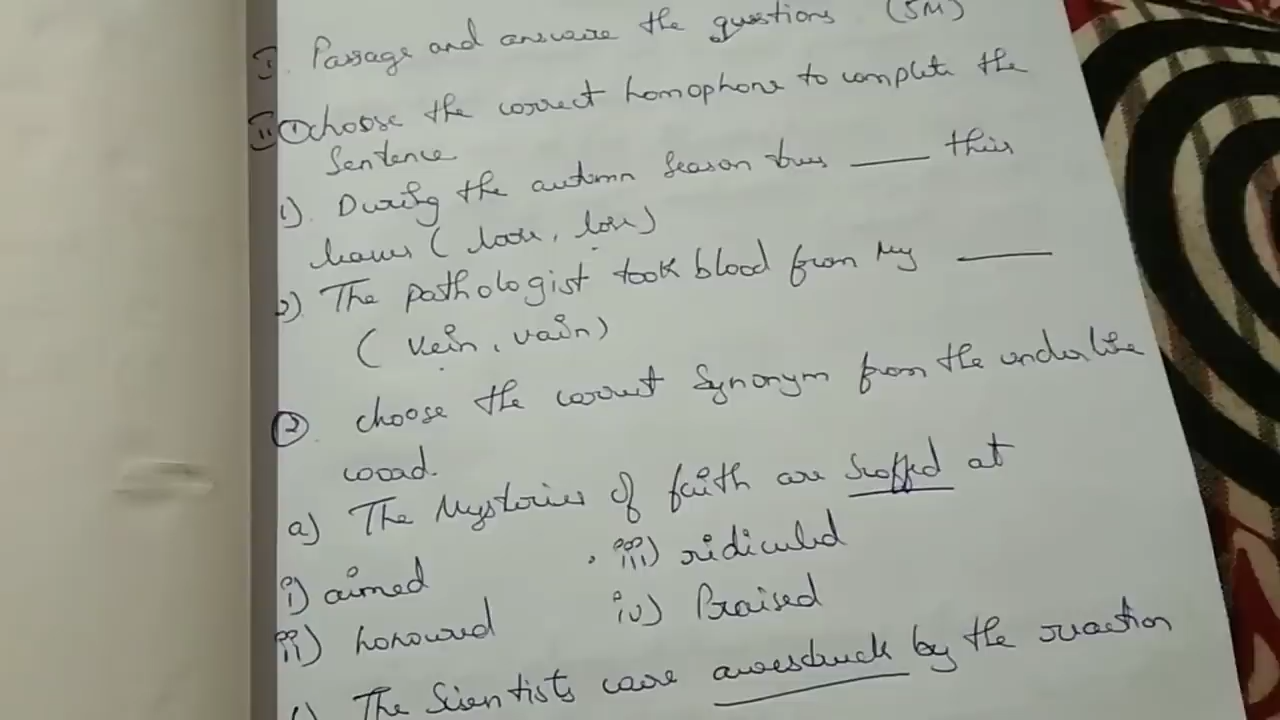 I. Passage and answere the questions (5M)
II ① Choose the correct homophone to complete the
Sentence
1). During the autumn Season trees ____ their
leaves ( loose, lose)
2) The pathologist took blood from My ____
( vein, vain)
② choose the correct Synonym from the underline
word.
a) The Mysteries of faith are Scoffed at
i) aimed iii) ridiculed
ii) honoured iv) Praised
The Scientists were awestruck by the reaction